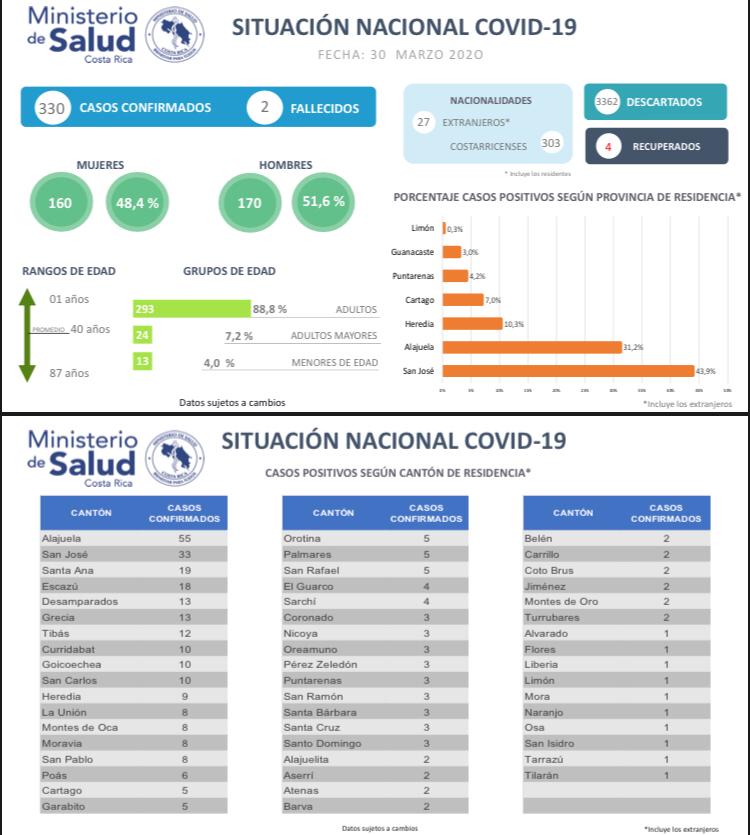 Ministerio
de Salud
Costa Rica
SITUACIÓN NACIONAL COVID-19
FECHA: 30 MARZO 2020
330 CASOS CONFIRMADOS 2 FALLECIDOS
NACIONALIDADES
27 EXTRANJEROS*
COSTARRICENSES 303
* Incluye los residentes
3362 DESCARTADOS
4 RECUPERADOS
MUJERES
160 48,4 %
HOMBRES
170 51,6 %
RANGOS DE EDAD
01 años
PROMEDIO 40 años
87 años
GRUPOS DE EDAD
293 88,8 % ADULTOS
24 7,2 % ADULTOS MAYORES
13 4,0 % MENORES DE EDAD
Datos sujetos a cambios
PORCENTAJE CASOS POSITIVOS SEGÚN PROVINCIA DE RESIDENCIA*
Limón 0,3%
Guanacaste 3,0%
Puntarenas 4,2%
Cartago 7,0%
Heredia 10,3%
Alajuela 31,2%
San José 43,9%
0% 5% 10% 15% 20% 25% 30% 35% 40% 45% 50%
*Incluye los extranjeros
Ministerio
de Salud
Costa Rica
SITUACIÓN NACIONAL COVID-19
CASOS POSITIVOS SEGÚN CANTÓN DE RESIDENCIA*
CANTÓN CASOS CONFIRMADOS
Alajuela 55
San José 33
Santa Ana 19
Escazú 18
Desamparados 13
Grecia 13
Tibás 12
Curridabat 10
Goicoechea 10
San Carlos 10
Heredia 9
La Unión 8
Montes de Oca 8
Moravia 8
San Pablo 8
Poás 6
Cartago 5
Garabito 5
CANTÓN CASOS CONFIRMADOS
Orotina 5
Palmares 5
San Rafael 5
El Guarco 4
Sarchí 4
Coronado 3
Nicoya 3
Oreamuno 3
Pérez Zeledón 3
Puntarenas 3
San Ramón 3
Santa Bárbara 3
Santa Cruz 3
Santo Domingo 3
Alajuelita 2
Aserrí 2
Atenas 2
Barva 2
CANTÓN CASOS CONFIRMADOS
Belén 2
Carrillo 2
Coto Brus 2
Jiménez 2
Montes de Oro 2
Turrubares 2
Alvarado 1
Flores 1
Liberia 1
Limón 1
Mora 1
Naranjo 1
Osa 1
San Isidro 1
Tarrazú 1
Tilarán 1
Datos sujetos a cambios
*Incluye los extranjeros